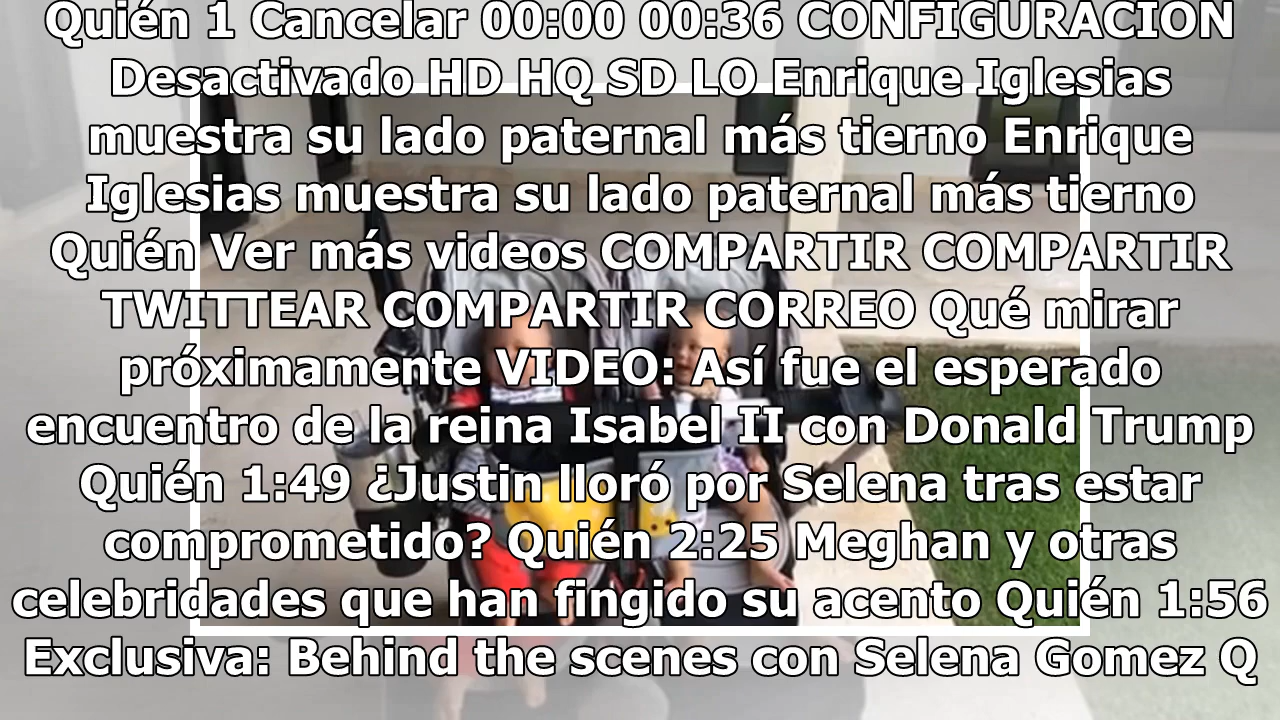 Quién 1 Cancelar 00:00 00:36 CONFIGURACIÓN
Desactivado HD HQ SD LO Enrique Iglesias
muestra su lado paternal más tierno Enrique
Iglesias muestra su lado paternal más tierno
Quién Ver más videos COMPARTIR COMPARTIR
TWITTEAR COMPARTIR CORREO Qué mirar
próximamente VIDEO: Así fue el esperado
encuentro de la reina Isabel II con Donald Trump
Quién 1:49 ¿Justin lloró por Selena tras estar
comprometido? Quién 2:25 Meghan y otras
celebridades que han fingido su acento Quién 1:56
Exclusiva: Behind the scenes con Selena Gomez Q